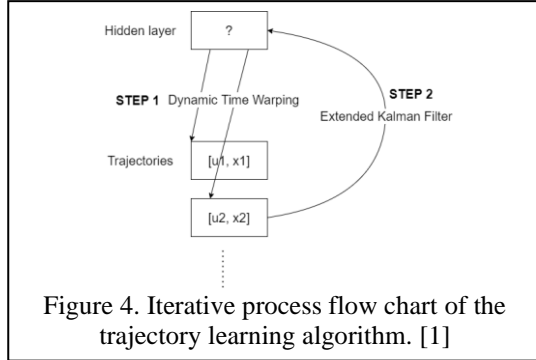 Hidden layer
?
STEP 1 Dynamic Time Warping
STEP 2
Extended Kalman Filter
Trajectories
[u1, x1]
[u2, x2]
Figure 4. Iterative process flow chart of the
trajectory learning algorithm. [1]